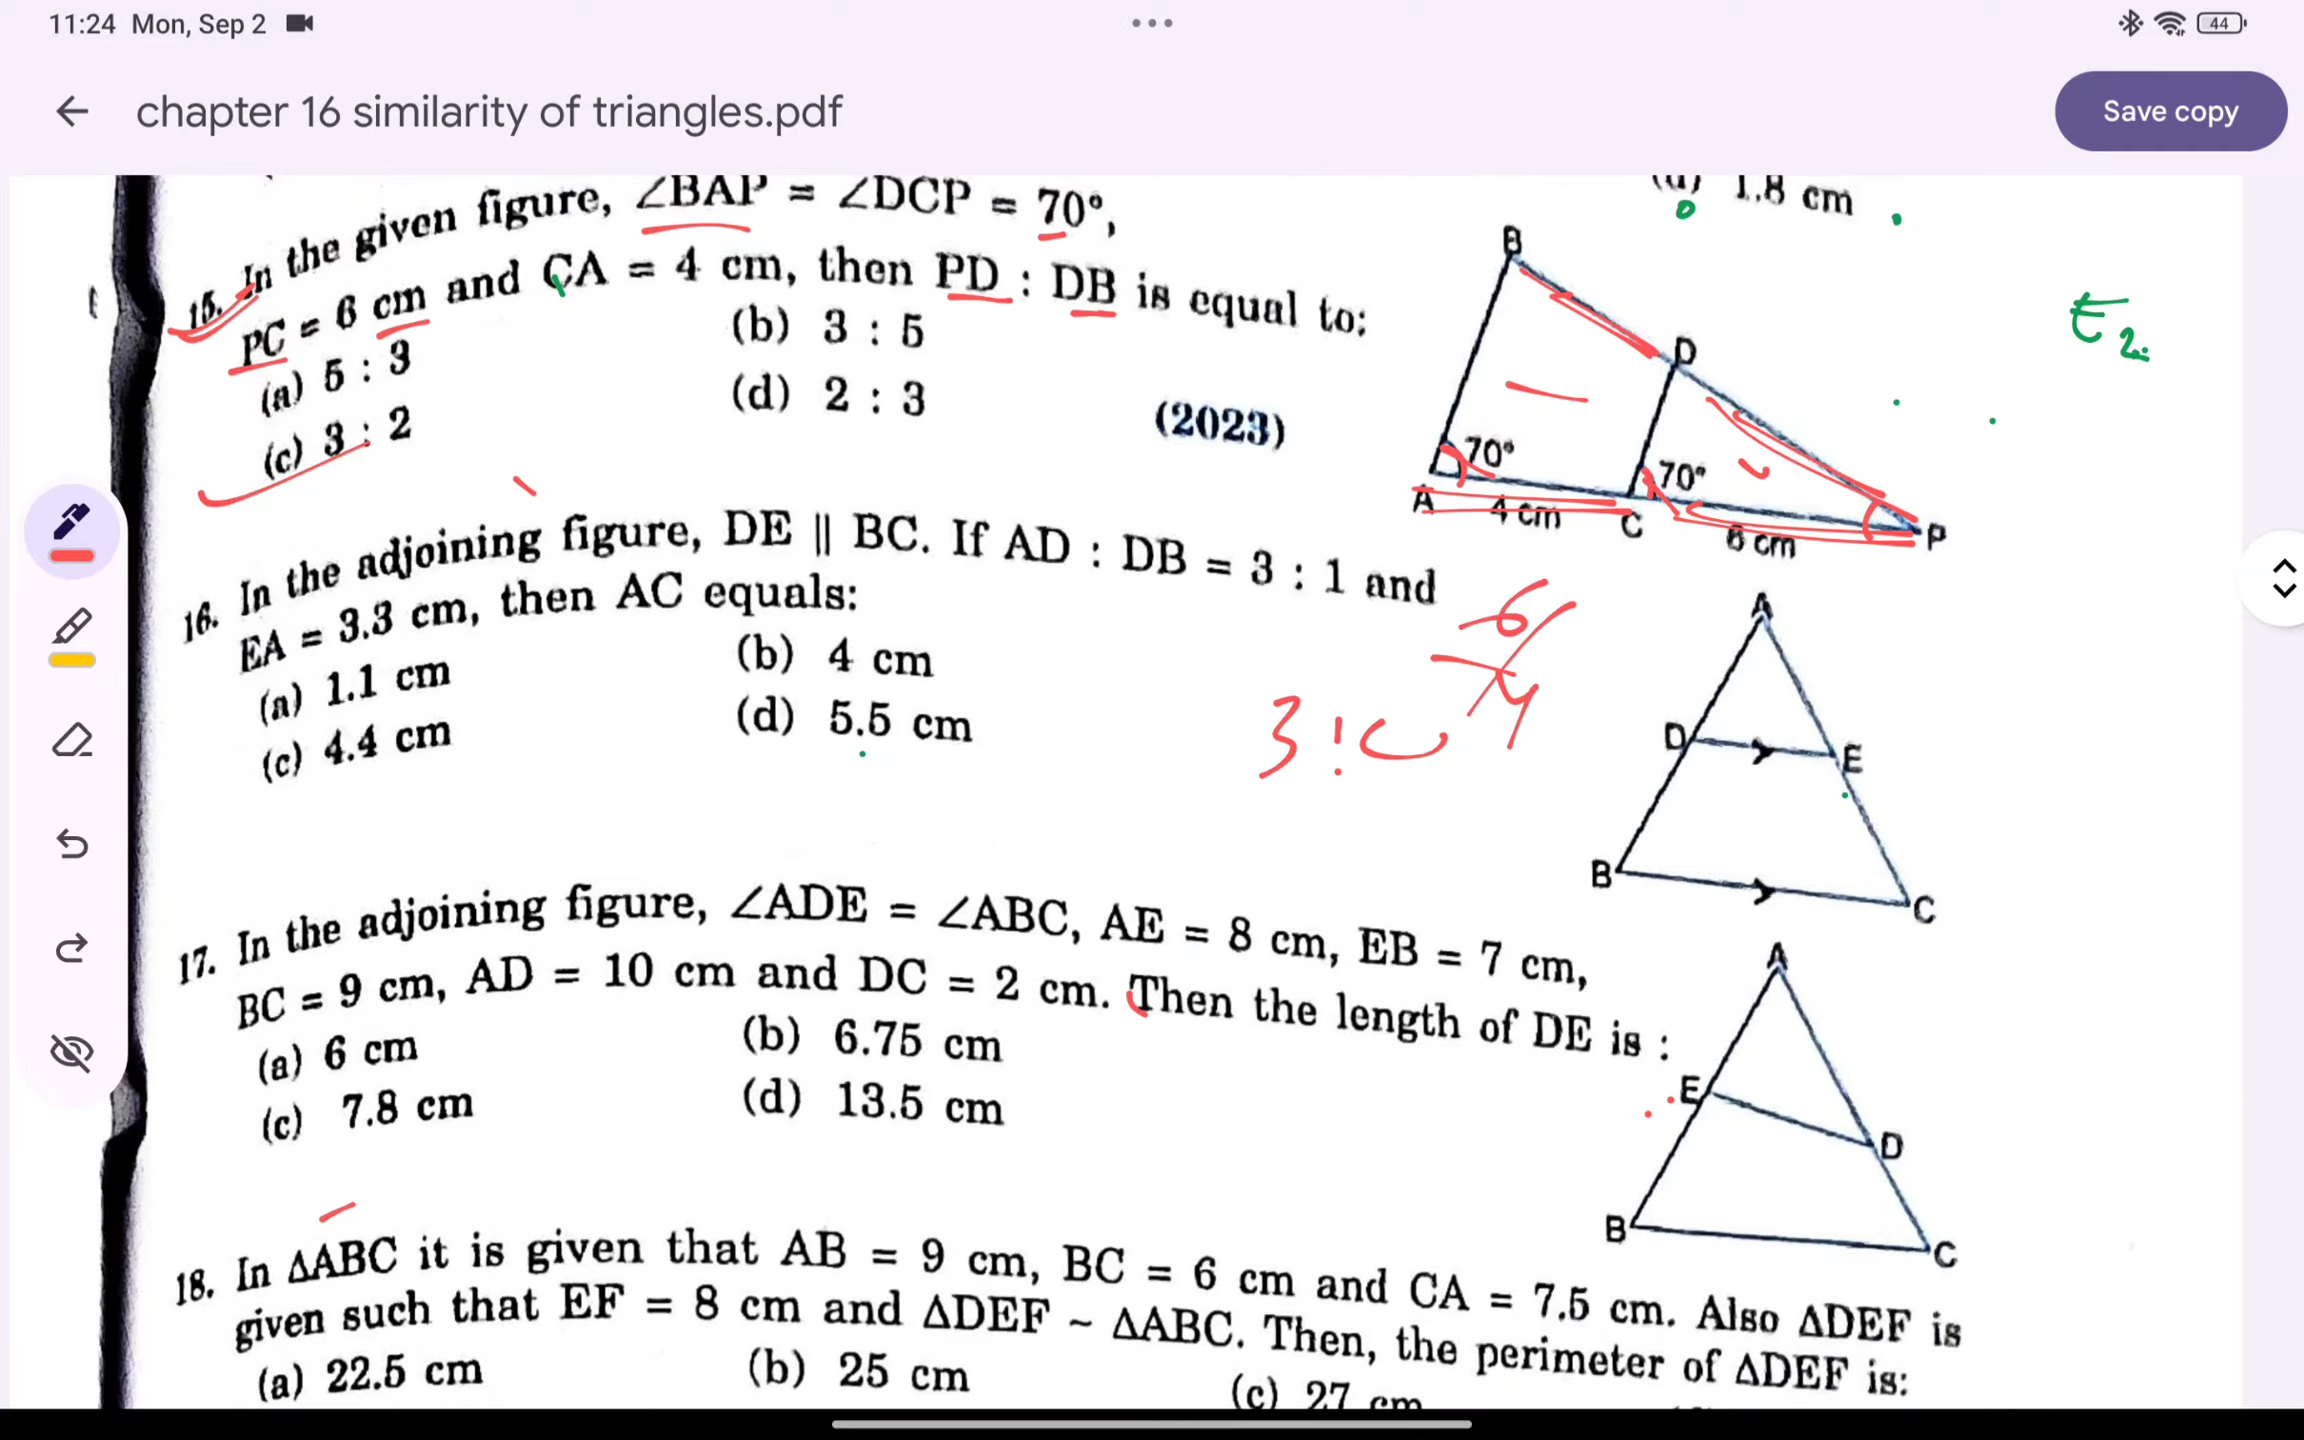 11:24 Mon, Sep 2
44
chapter 16 similarity of triangles.pdf
Save copy
15. In the given figure, ∠BAP = ∠DCP = 70°,
PC = 6 cm and CA = 4 cm, then PD : DB is equal to:
(a) 5 : 3
(b) 3 : 5
(c) 3 : 2
(d) 2 : 3
(2023)
1.8 cm
B
D
70°
70°
A
4 cm
C
6 cm
P
16. In the adjoining figure, DE || BC. If AD : DB = 3 : 1 and
EA = 3.3 cm, then AC equals:
(a) 1.1 cm
(b) 4 cm
(c) 4.4 cm
(d) 5.5 cm
A
D
E
B
C
17. In the adjoining figure, ∠ADE = ∠ABC, AE = 8 cm, EB = 7 cm,
BC = 9 cm, AD = 10 cm and DC = 2 cm. Then the length of DE is :
(a) 6 cm
(b) 6.75 cm
(c) 7.8 cm
(d) 13.5 cm
A
E
D
B
C
18. In ΔABC it is given that AB = 9 cm, BC = 6 cm and CA = 7.5 cm. Also ΔDEF is
given such that EF = 8 cm and ΔDEF ~ ΔABC. Then, the perimeter of ΔDEF is:
(a) 22.5 cm
(b) 25 cm
(c) 27 cm